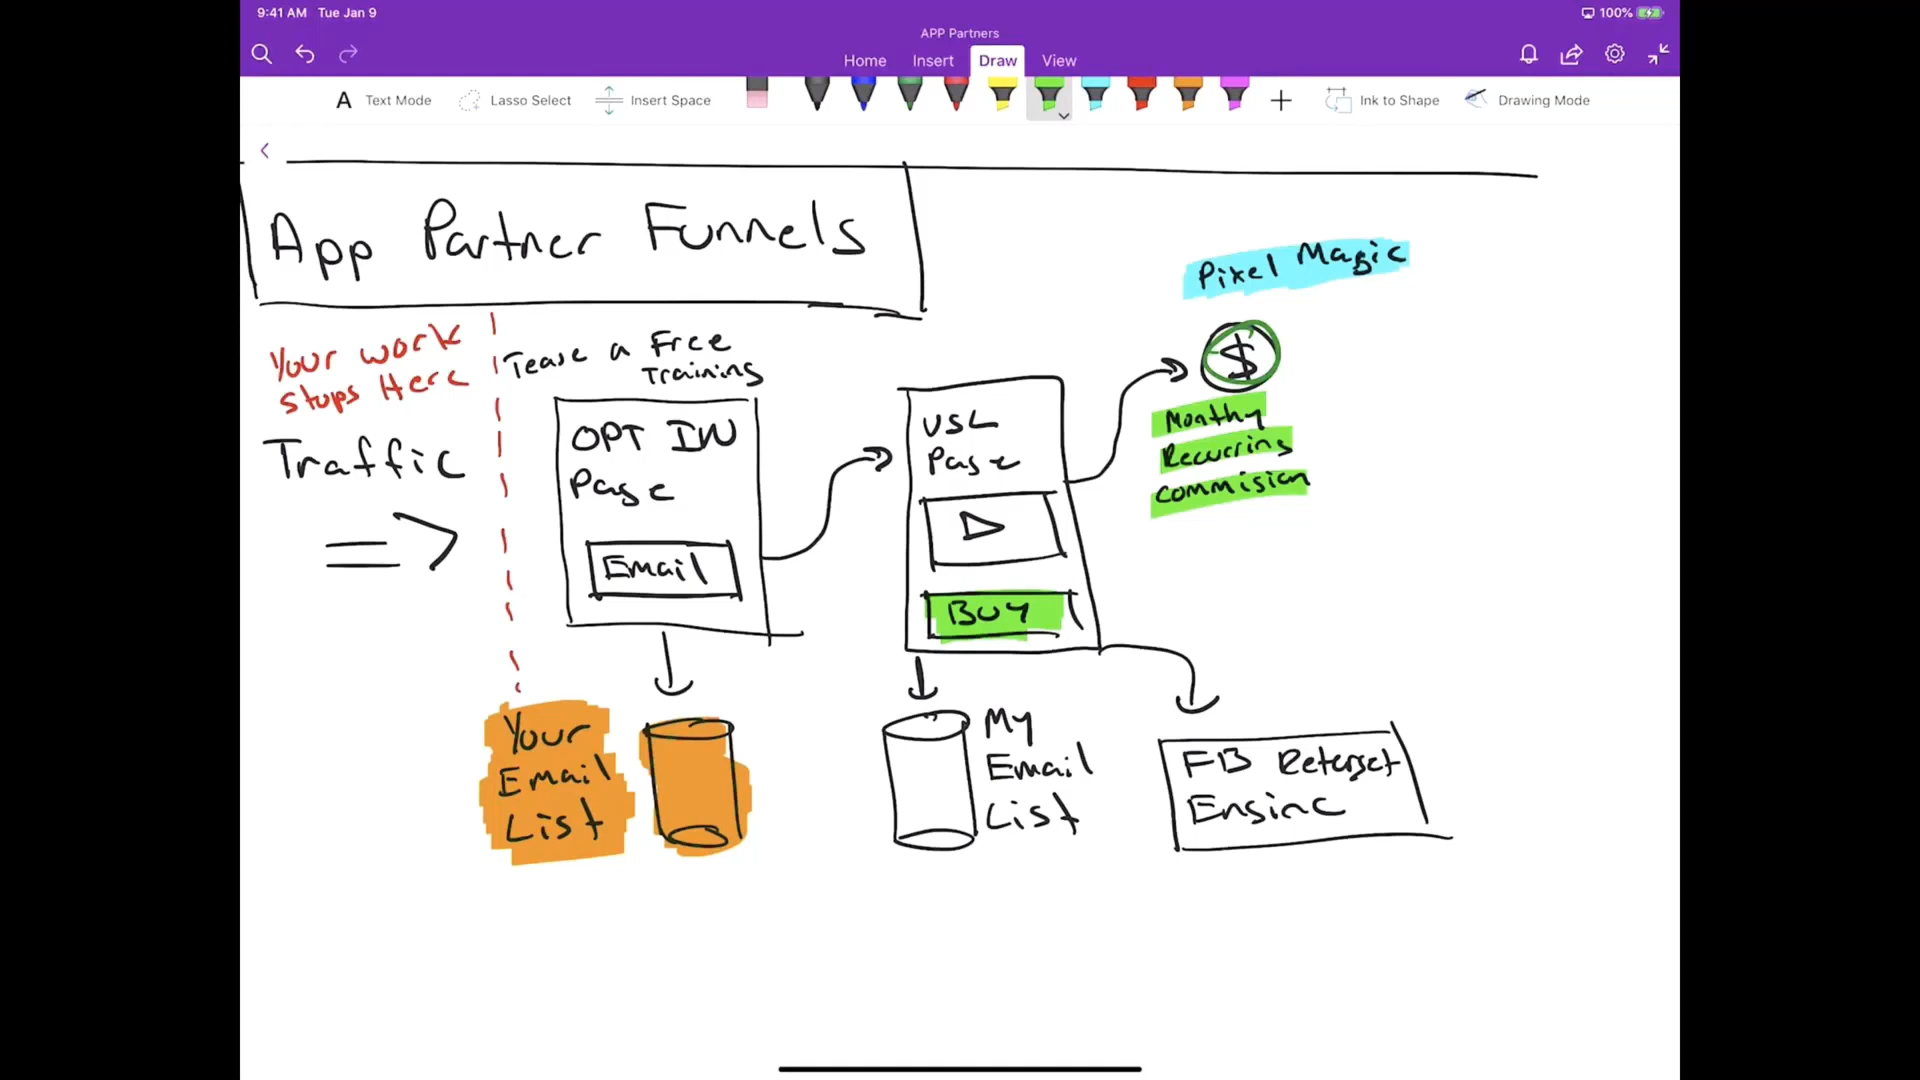 9:41 AM Tue Jan 9
100%
APP Partners
Home Insert Draw View
Text Mode Lasso Select Insert Space Ink to Shape Drawing Mode
App Partner Funnels
Pixel Magic
$
Monthy
Recurring
Commision
Your work
stops Here
Traffic
=>
Tease a Free
Training
OPT IN
Page
Email
VSL
Page
BUY
Your
Email
List
My
Email
List
FB Retarget
Engine